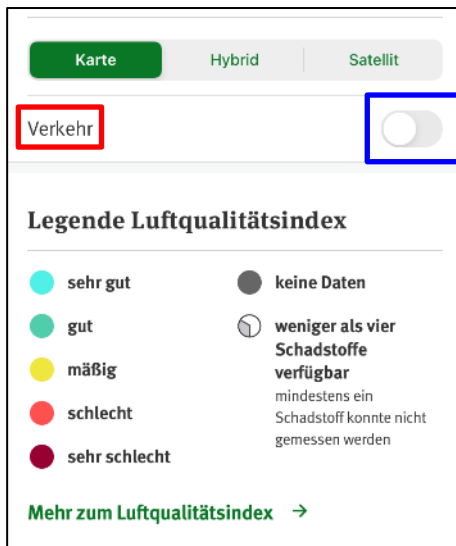 Karte Hybrid Satellit
Verkehr
Legende Luftqualitätsindex
sehr gut
gut
mäßig
schlecht
sehr schlecht
keine Daten
weniger als vier
Schadstoffe
verfügbar
mindestens ein
Schadstoff konnte nicht
gemessen werden
Mehr zum Luftqualitätsindex →